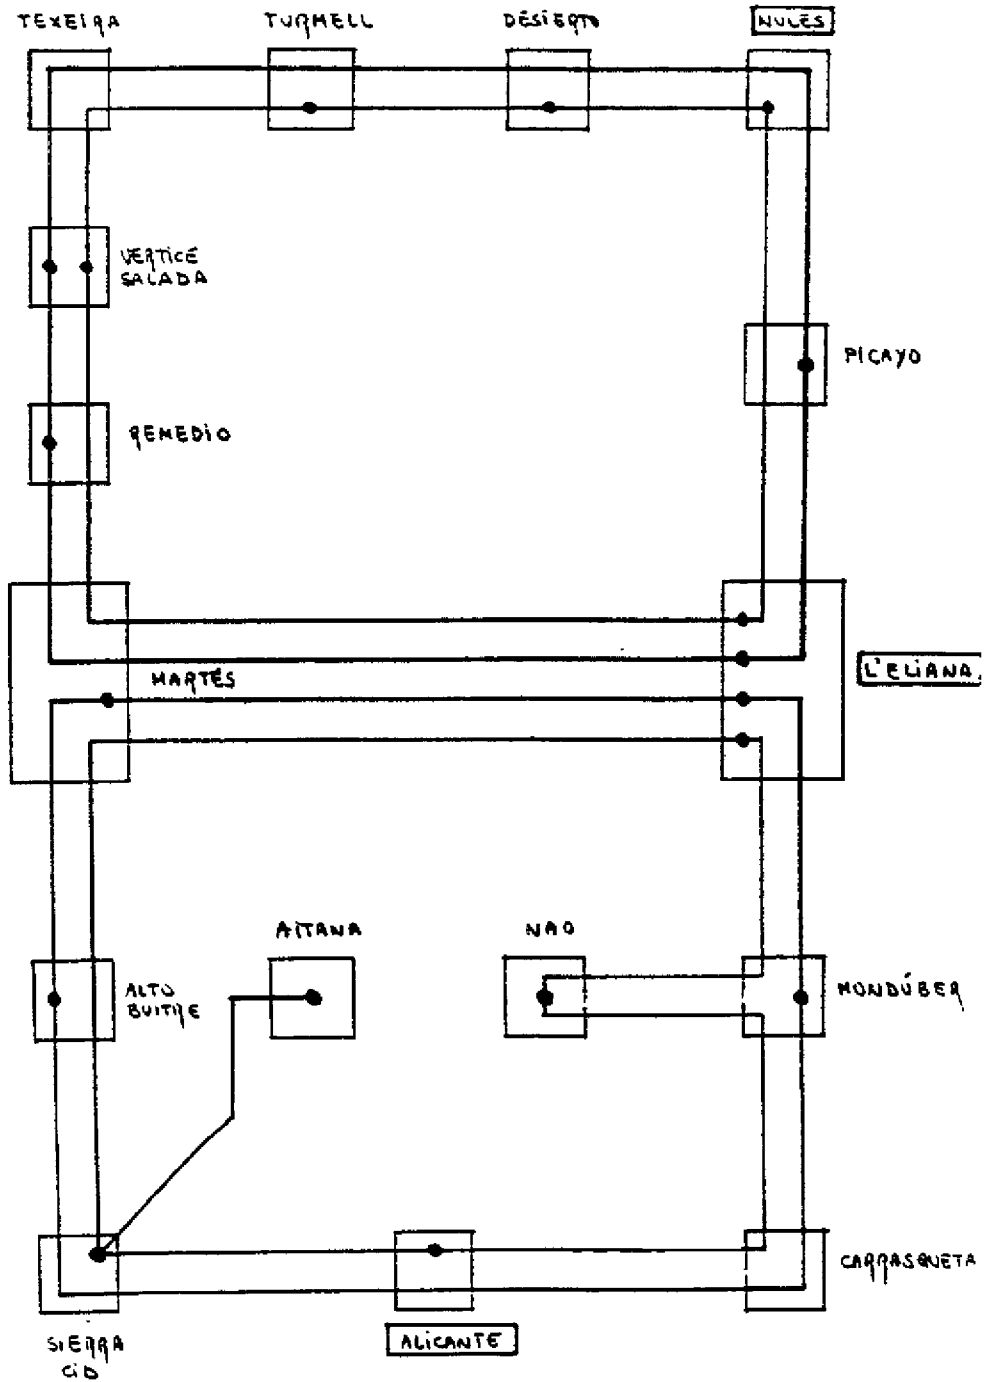 TEXEIRA
TURMELL
DESIERTO
NULES
VERTICE
SALADA
PICAYO
REMEDIO
MARTÉS
L'ELIANA
AITANA
NAO
ALTO
BUITRE
MONDÚBER
CARRASQUETA
SIERRA
CID
ALICANTE